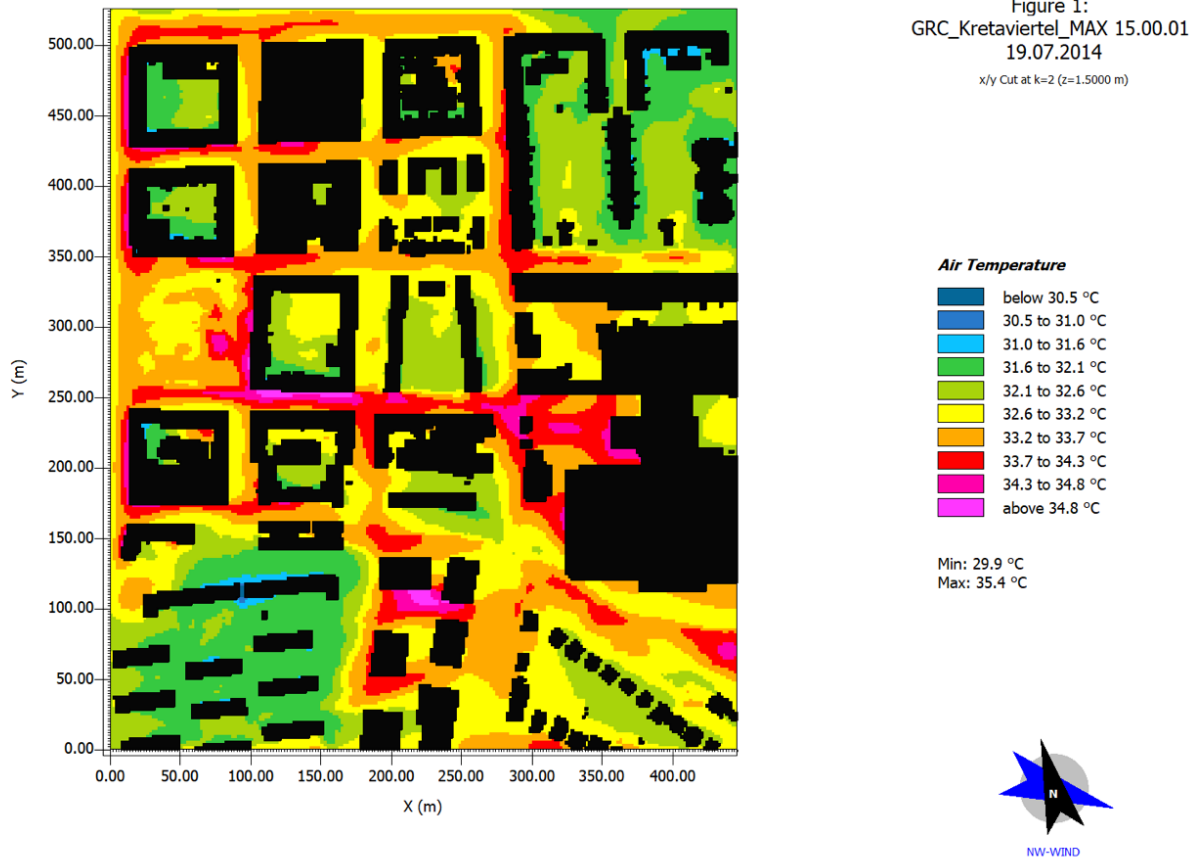 Figure 1:
GRC_Kretaviertel_MAX 15.00.01
19.07.2014
x/y Cut at k=2 (z=1.5000 m)
500.00
450.00
400.00
350.00
300.00
250.00
200.00
150.00
100.00
50.00
0.00
Y (m)
0.00 50.00 100.00 150.00 200.00 250.00 300.00 350.00 400.00
X (m)
Air Temperature
below 30.5 °C
30.5 to 31.0 °C
31.0 to 31.6 °C
31.6 to 32.1 °C
32.1 to 32.6 °C
32.6 to 33.2 °C
33.2 to 33.7 °C
33.7 to 34.3 °C
34.3 to 34.8 °C
above 34.8 °C
Min: 29.9 °C
Max: 35.4 °C
N
NW-WIND